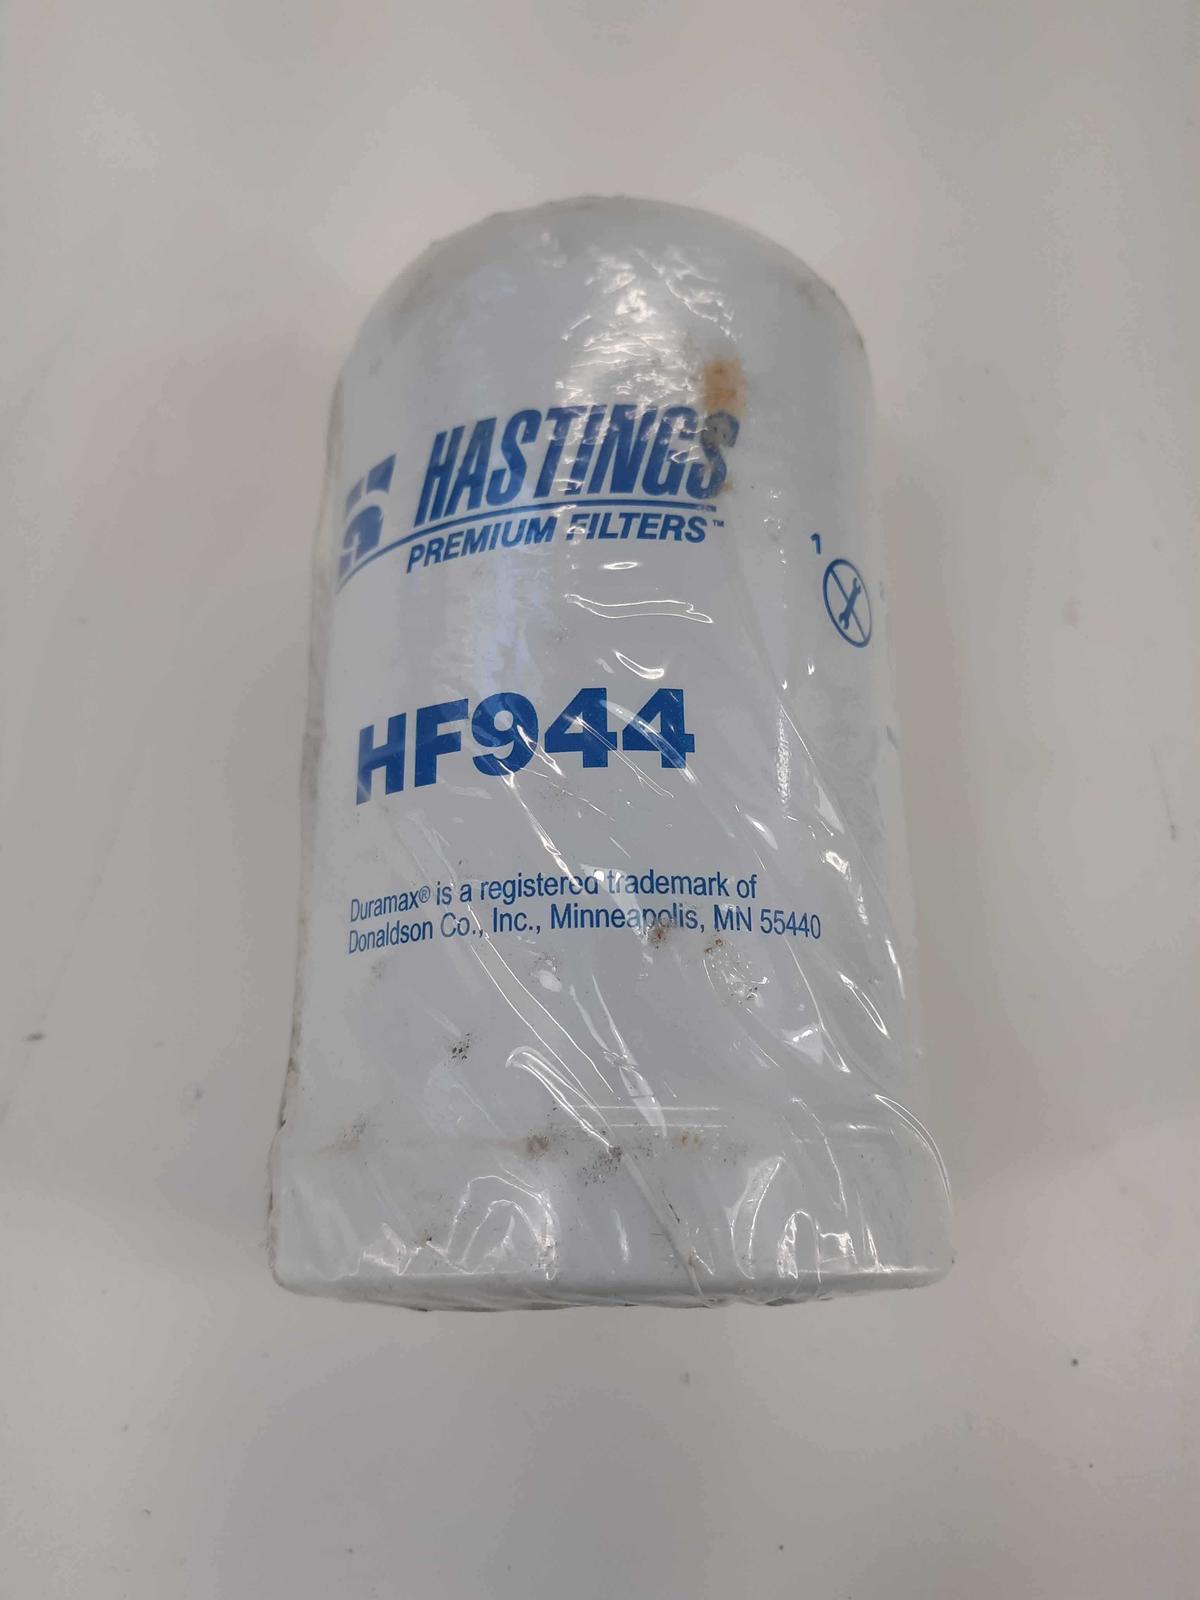 HASTINGS
PREMIUM FILTERS™
1
HF944
Duramax® is a registered trademark of
Donaldson Co., Inc., Minneapolis, MN 55440